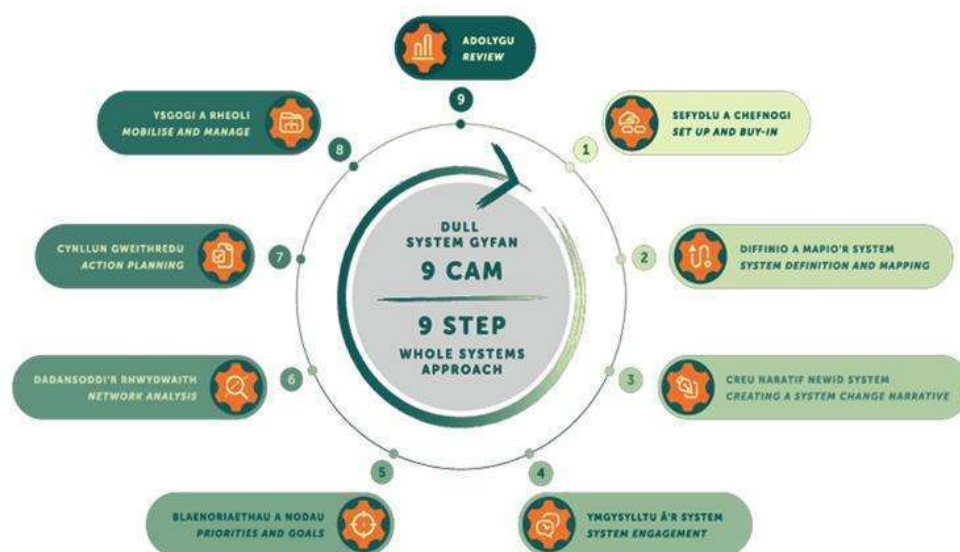 DULL
SYSTEM GYFAN
9 CAM
9 STEP
WHOLE SYSTEMS
APPROACH
1
SEFYDLU A CHEFNOGI
SET UP AND BUY-IN
2
DIFFINIO A MAPIO'R SYSTEM
SYSTEM DEFINITION AND MAPPING
3
CREU NARATIF NEWID SYSTEM
CREATING A SYSTEM CHANGE NARRATIVE
4
YMGYSYLLTU Â'R SYSTEM
SYSTEM ENGAGEMENT
5
BLAENORIAETHAU A NODAU
PRIORITIES AND GOALS
6
DADANSODDI'R RHWYDWAITH
NETWORK ANALYSIS
7
CYNLLUN GWEITHREDU
ACTION PLANNING
8
YSGOGI A RHEOLI
MOBILISE AND MANAGE
9
ADOLYGU
REVIEW